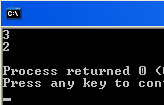 C:\
3
2
Process returned 0 (
Press any key to con